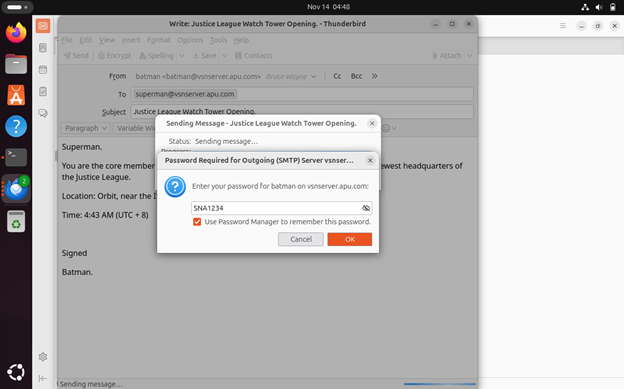 Nov 14 04:48
Write: Justice League Watch Tower Opening. - Thunderbird
File Edit View Insert Format Options Tools Help
Send Encrypt Spelling Save Contacts Attach
From batman <batman@vsnserver.apu.com> Bruce Wayne Cc Bcc
To superman@vsnserver.apu.com
Subject Justice League Watch Tower Opening.
Paragraph Variable Wi
Sending Message - Justice League Watch Tower Opening.
Status: Sending message…
Superman.
Password Required for Outgoing (SMTP) Server vsnser…
You are the core member
ewest headquarters of
the Justice League.
Enter your password for batman on vsnserver.apu.com:
Location: Orbit, near the
SNA1234
Time: 4:43 AM (UTC + 8)
Use Password Manager to remember this password.
Cancel OK
Signed
Batman.
Sending message…
2